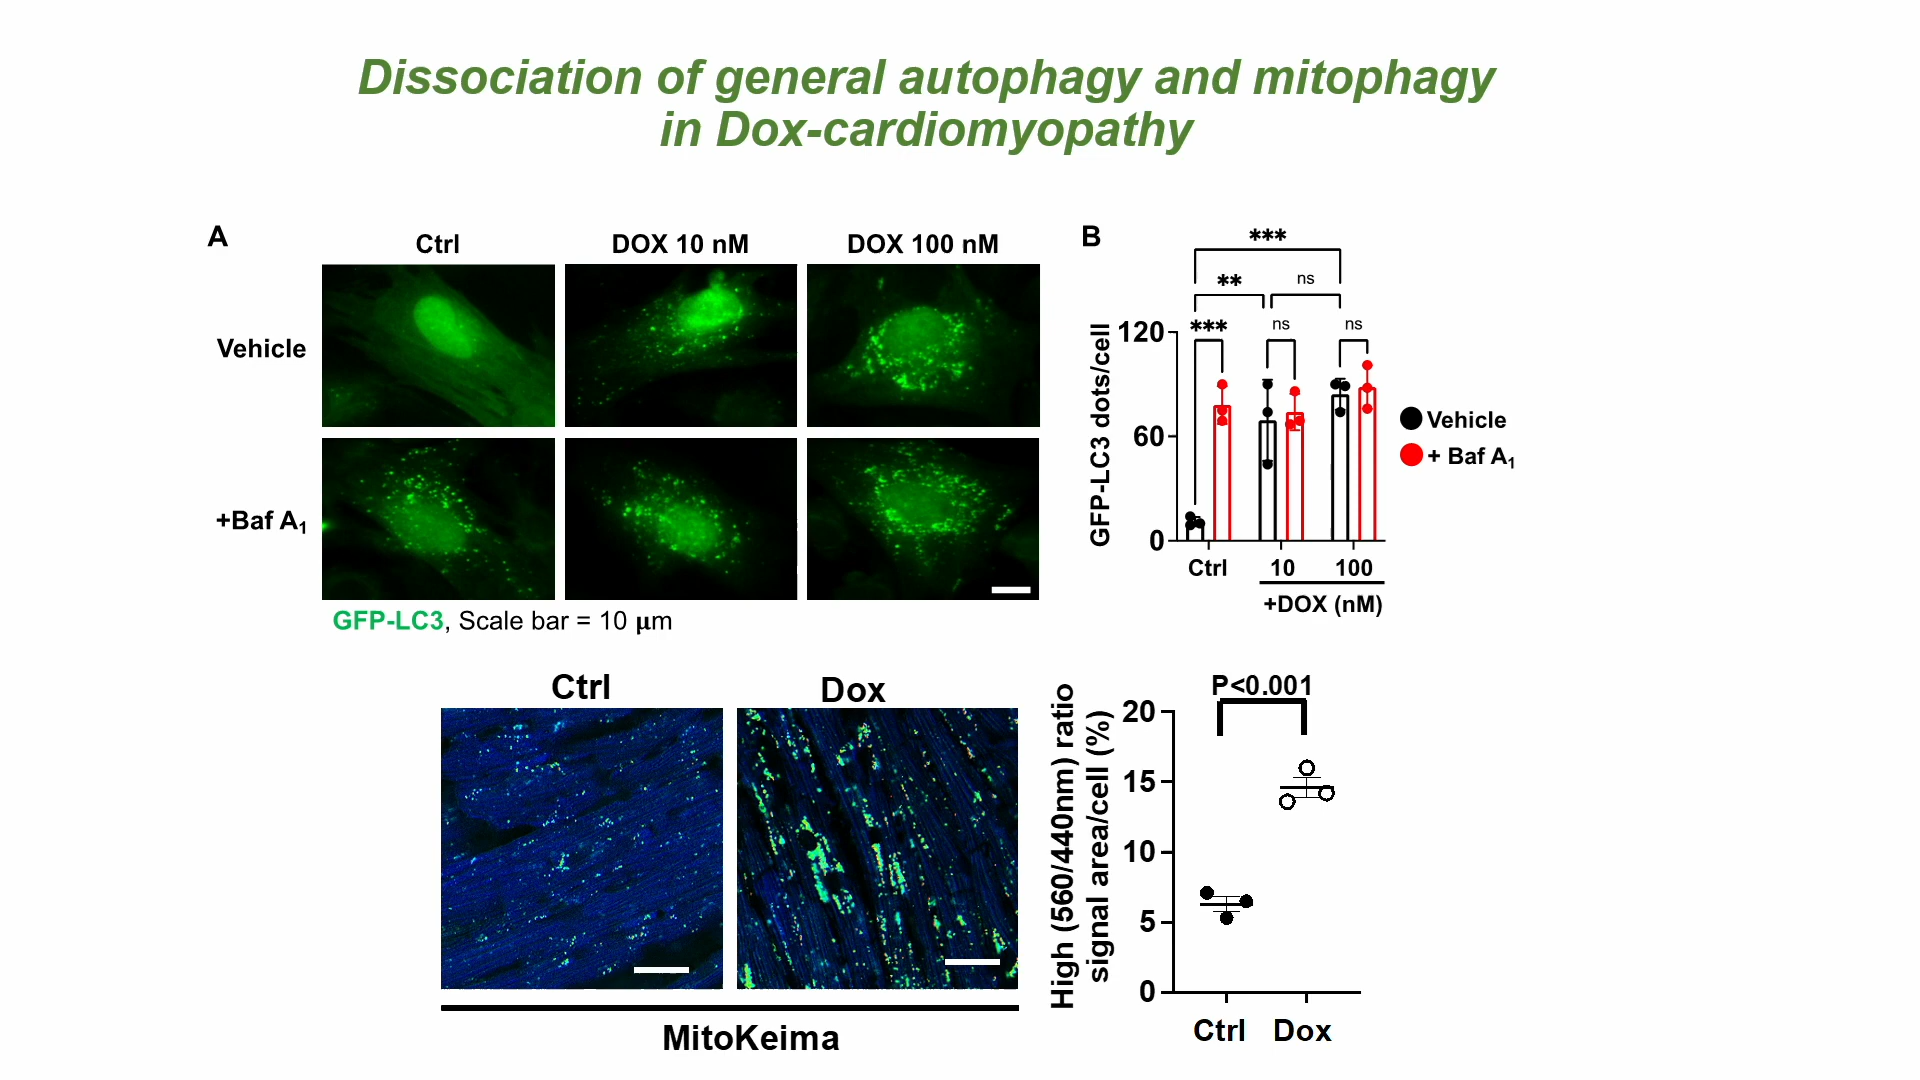 Dissociation of general autophagy and mitophagy
in Dox-cardiomyopathy
A
Ctrl
DOX 10 nM
DOX 100 nM
Vehicle
+Baf A₁
GFP-LC3, Scale bar = 10 μm
B
***
** ns
*** ns ns
GFP-LC3 dots/cell
120
60
0
Ctrl 10 100
+DOX (nM)
Vehicle
+ Baf A₁
Ctrl
Dox
MitoKeima
P<0.001
High (560/440nm) ratio
signal area/cell (%)
20
15
10
5
0
Ctrl Dox